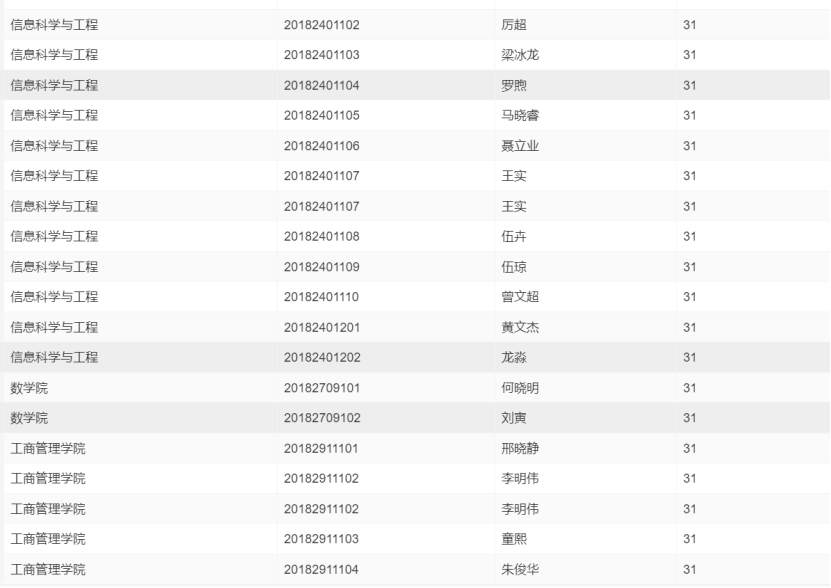 信息科学与工程 20182401102 厉超 31
信息科学与工程 20182401103 梁冰龙 31
信息科学与工程 20182401104 罗煦 31
信息科学与工程 20182401105 马晓睿 31
信息科学与工程 20182401106 聂立业 31
信息科学与工程 20182401107 王实 31
信息科学与工程 20182401107 王实 31
信息科学与工程 20182401108 伍卉 31
信息科学与工程 20182401109 伍琼 31
信息科学与工程 20182401110 曾文超 31
信息科学与工程 20182401201 黄文杰 31
信息科学与工程 20182401202 龙淼 31
数学院 20182709101 何晓明 31
数学院 20182709102 刘寅 31
工商管理学院 20182911101 邢晓静 31
工商管理学院 20182911102 李明伟 31
工商管理学院 20182911102 李明伟 31
工商管理学院 20182911103 童熙 31
工商管理学院 20182911104 朱俊华 31